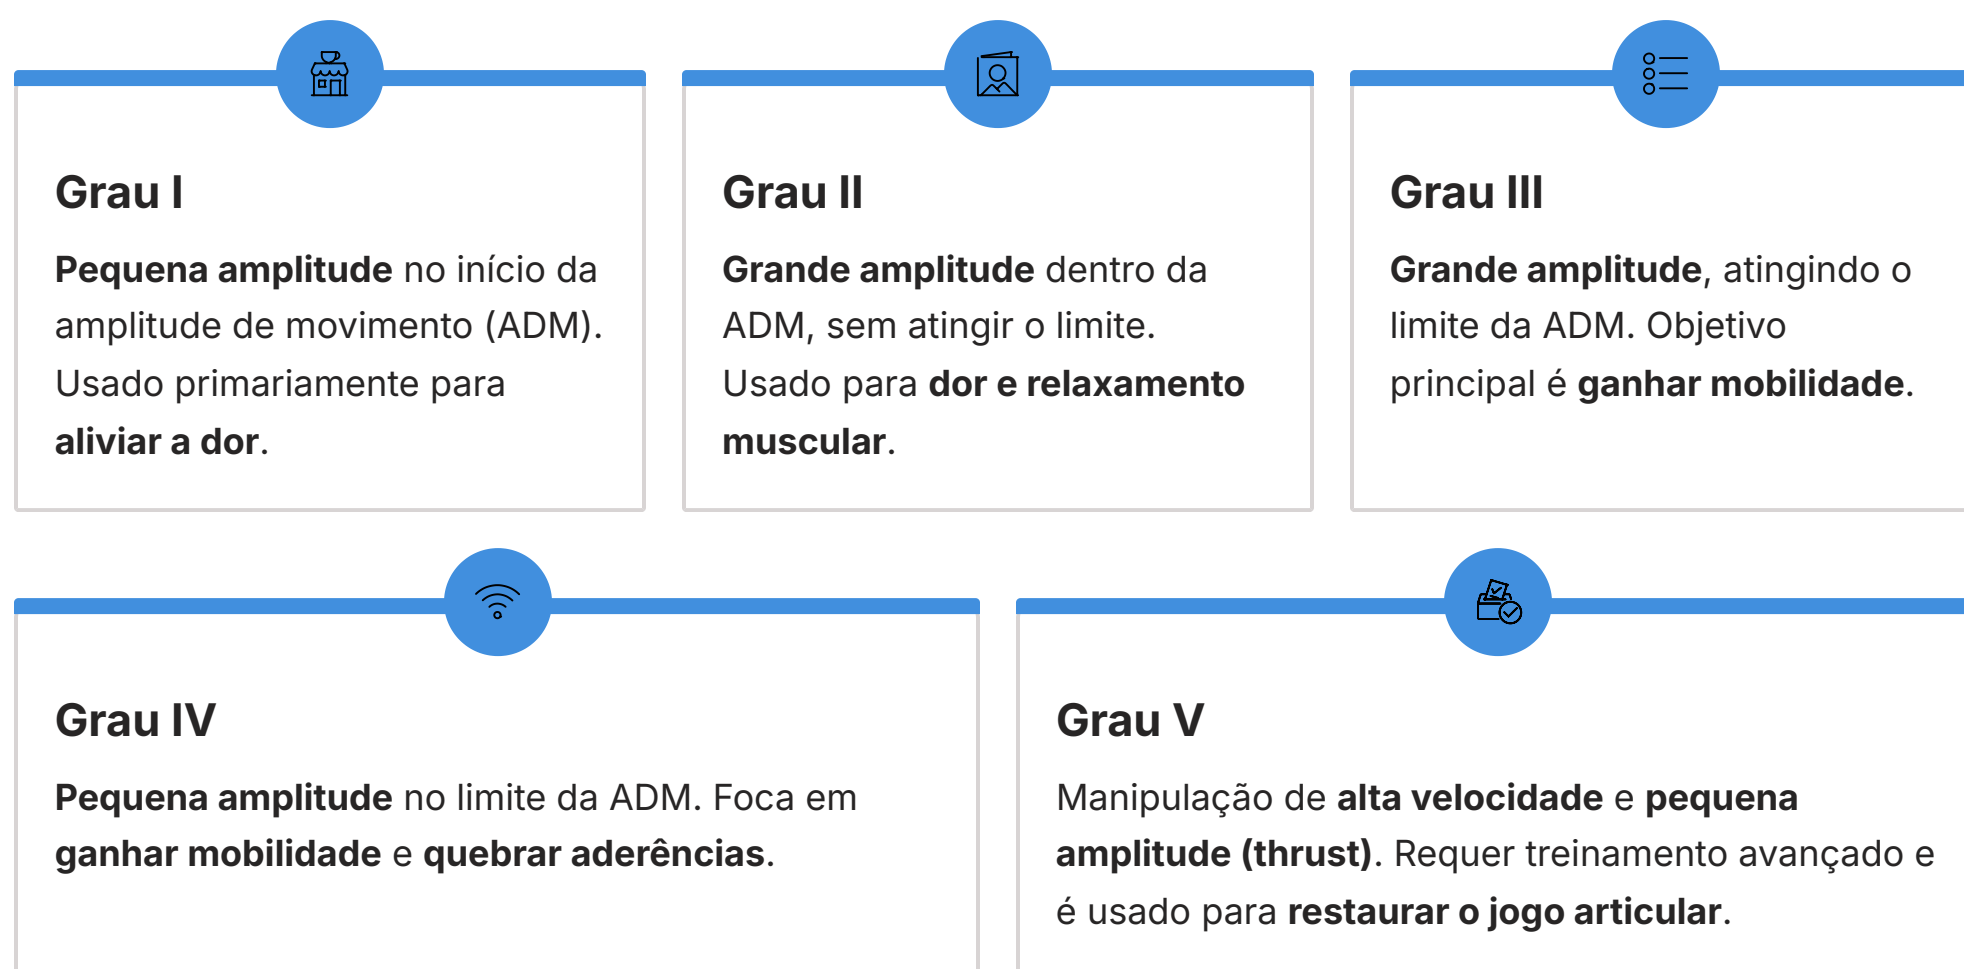 Grau I
Pequena amplitude no início da
amplitude de movimento (ADM).
Usado primariamente para
aliviar a dor.
Grau II
Grande amplitude dentro da
ADM, sem atingir o limite.
Usado para dor e relaxamento
muscular.
Grau III
Grande amplitude, atingindo o
limite da ADM. Objetivo
principal é ganhar mobilidade.
Grau IV
Pequena amplitude no limite da ADM. Foca em
ganhar mobilidade e quebrar aderências.
Grau V
Manipulação de alta velocidade e pequena
amplitude (thrust). Requer treinamento avançado e
é usado para restaurar o jogo articular.